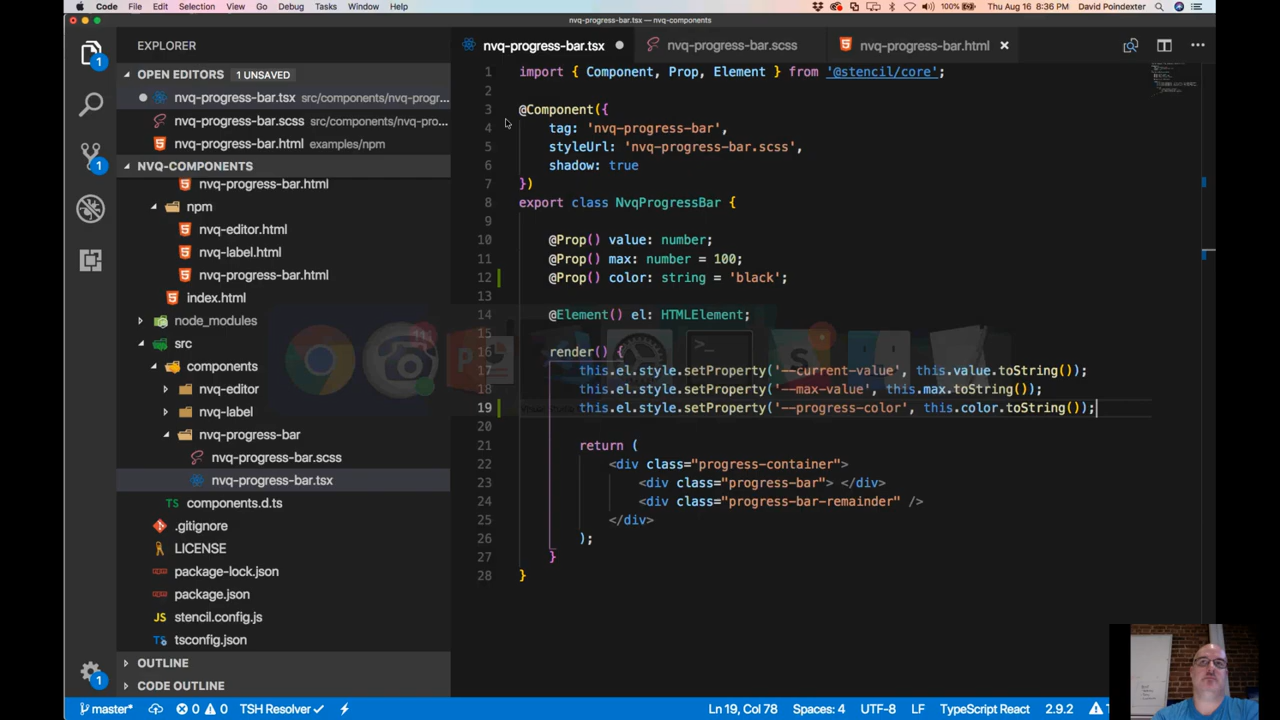 Code File Edit Selection View Go Debug Tasks Window Help
100% Thu Aug 16 8:36 PM David Poindexter
nvq-progress-bar.tsx — nvq-components
EXPLORER
OPEN EDITORS 1 UNSAVED
nvq-progress-bar.tsx src/components/nvq-progr...
nvq-progress-bar.scss src/components/nvq-pro...
nvq-progress-bar.html examples/npm
NVQ-COMPONENTS
nvq-progress-bar.html
npm
nvq-editor.html
nvq-label.html
nvq-progress-bar.html
index.html
node_modules
src
components
nvq-editor
nvq-label
nvq-progress-bar
nvq-progress-bar.scss
nvq-progress-bar.tsx
TS components.d.ts
.gitignore
LICENSE
package-lock.json
package.json
JS stencil.config.js
tsconfig.json
OUTLINE
CODE OUTLINE
1
1
1
nvq-progress-bar.tsx nvq-progress-bar.scss nvq-progress-bar.html
1 import { Component, Prop, Element } from '@stencil/core';
2
3 @Component({
4 tag: 'nvq-progress-bar',
5 styleUrl: 'nvq-progress-bar.scss',
6 shadow: true
7 })
8 export class NvqProgressBar {
9
10 @Prop() value: number;
11 @Prop() max: number = 100;
12 @Prop() color: string = 'black';
13
14 @Element() el: HTMLElement;
15
16 render() {
17 this.el.style.setProperty('--current-value', this.value.toString());
18 this.el.style.setProperty('--max-value', this.max.toString());
19 this.el.style.setProperty('--progress-color', this.color.toString());
20
21 return (
22 <div class="progress-container">
23 <div class="progress-bar"> </div>
24 <div class="progress-bar-remainder" />
25 </div>
26 );
27 }
28 }
master* 0 0 TSH Resolver Ln 19, Col 78 Spaces: 4 UTF-8 LF TypeScript React 2.9.2